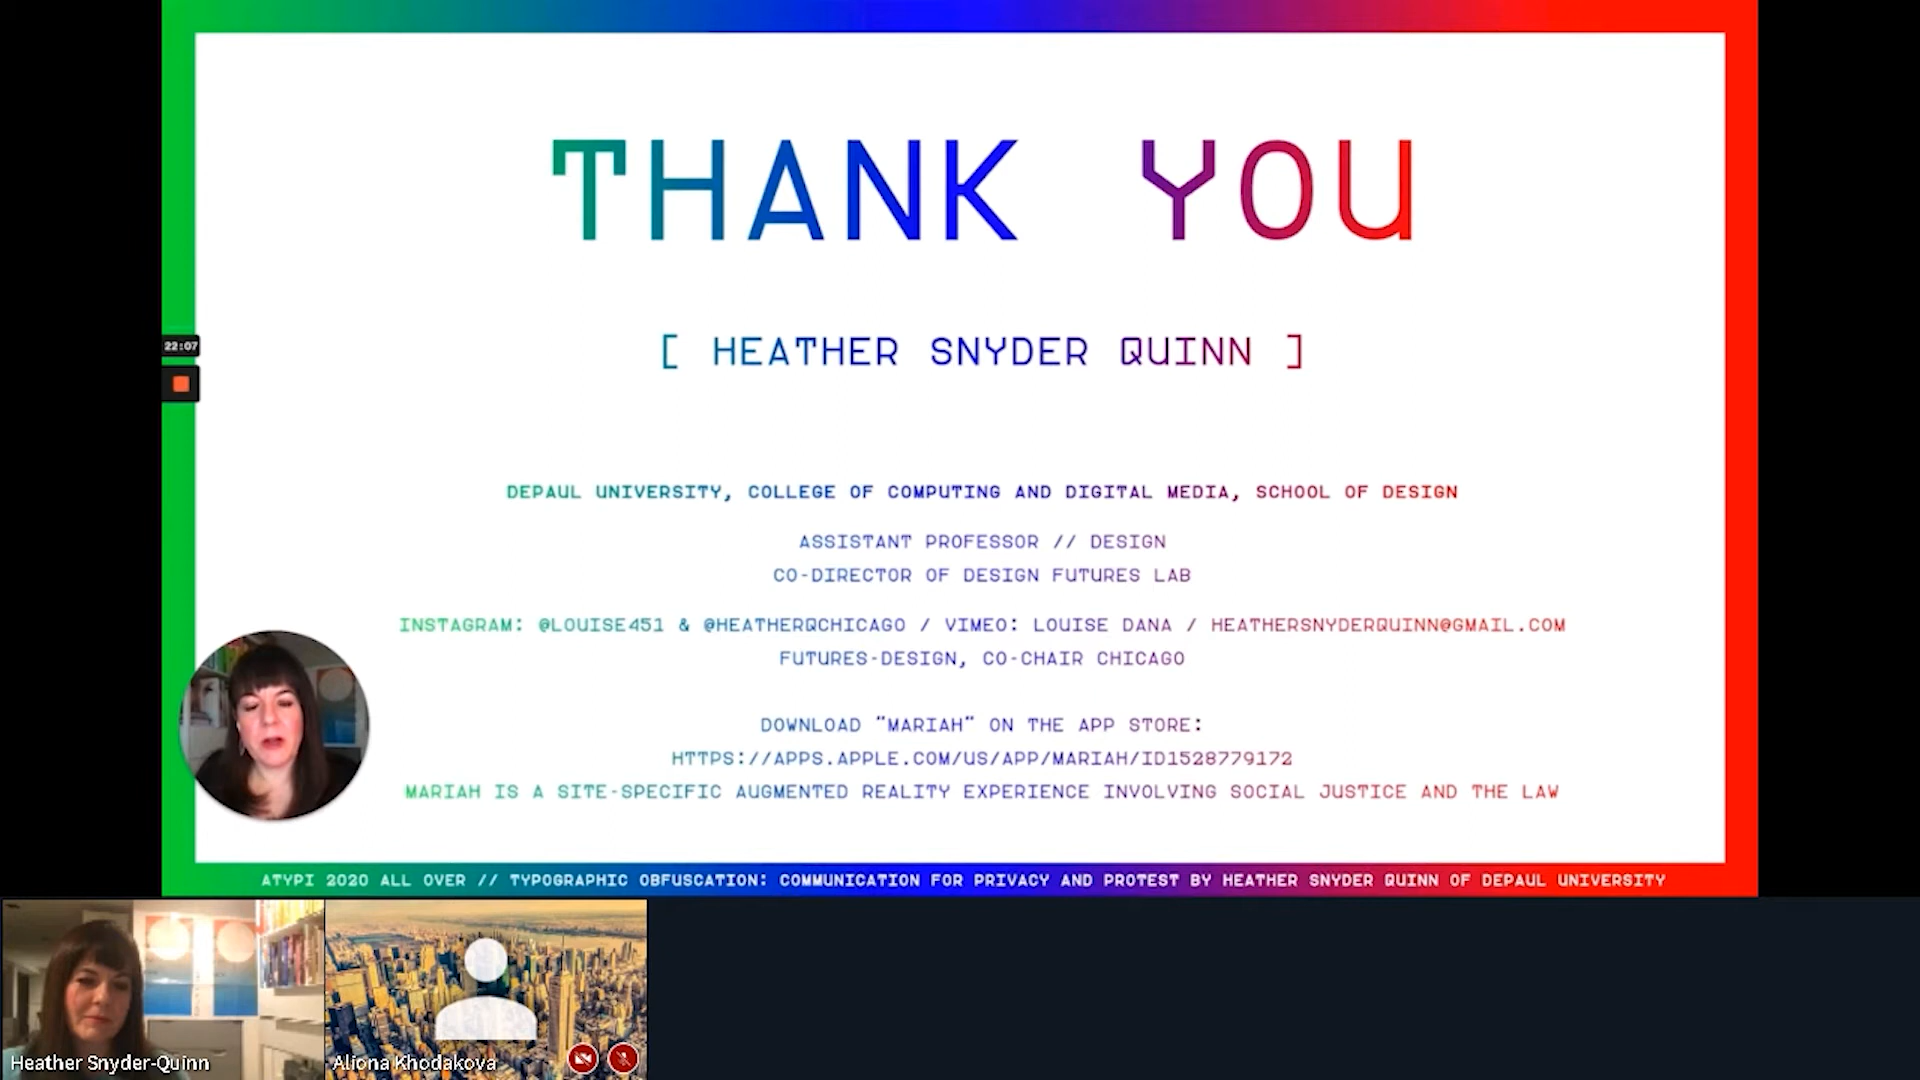 THANK YOU
[ HEATHER SNYDER QUINN ]
22:07
DEPAUL UNIVERSITY, COLLEGE OF COMPUTING AND DIGITAL MEDIA, SCHOOL OF DESIGN
ASSISTANT PROFESSOR // DESIGN
CO-DIRECTOR OF DESIGN FUTURES LAB
INSTAGRAM: @LOUISE451 & @HEATHERQCHICAGO / VIMEO: LOUISE DANA / HEATHERSNYDERQUINN@GMAIL.COM
FUTURES-DESIGN, CO-CHAIR CHICAGO
DOWNLOAD "MARIAH" ON THE APP STORE:
HTTPS://APPS.APPLE.COM/US/APP/MARIAH/ID1528779172
MARIAH IS A SITE-SPECIFIC AUGMENTED REALITY EXPERIENCE INVOLVING SOCIAL JUSTICE AND THE LAW
ATYPI 2020 ALL OVER // TYPOGRAPHIC OBFUSCATION: COMMUNICATION FOR PRIVACY AND PROTEST BY HEATHER SNYDER QUINN OF DEPAUL UNIVERSITY
Heather Snyder-Quinn
Aliona Khodakova